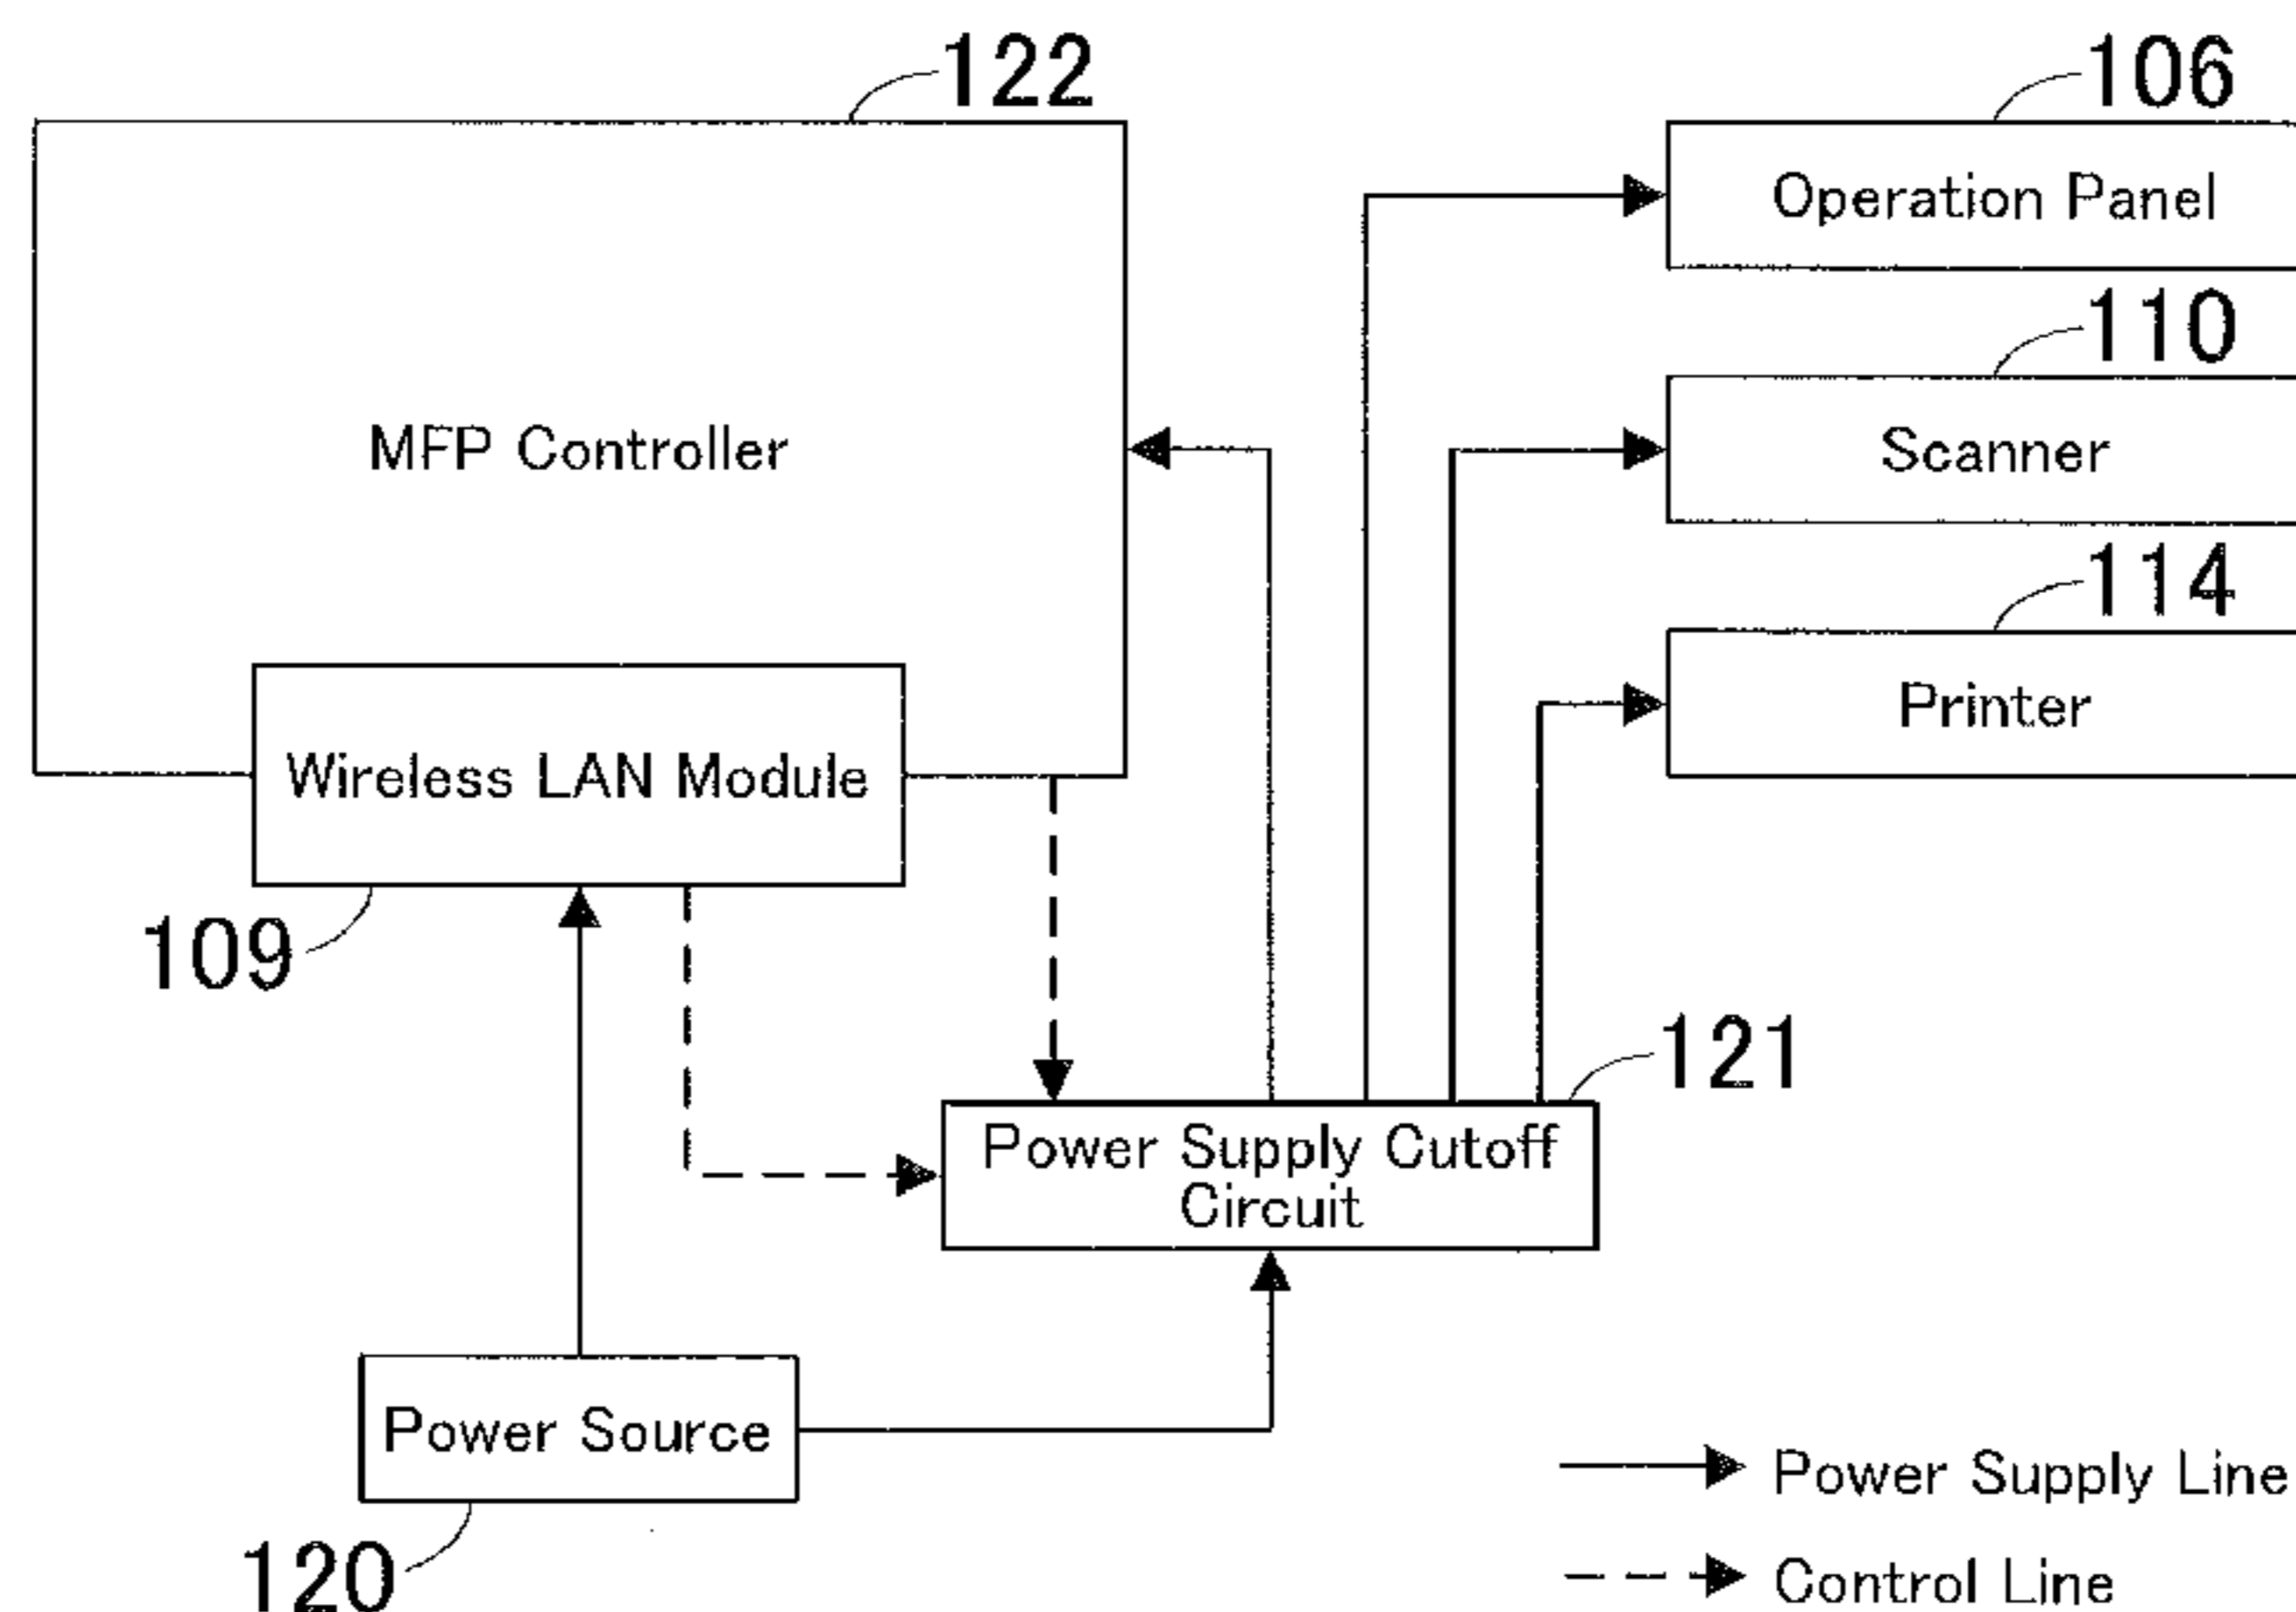 122
106
Operation Panel
110
MFP Controller
Scanner
114
Printer
Wireless LAN Module
109
121
Power Supply Cutoff
Circuit
Power Source
120
Power Supply Line
Control Line